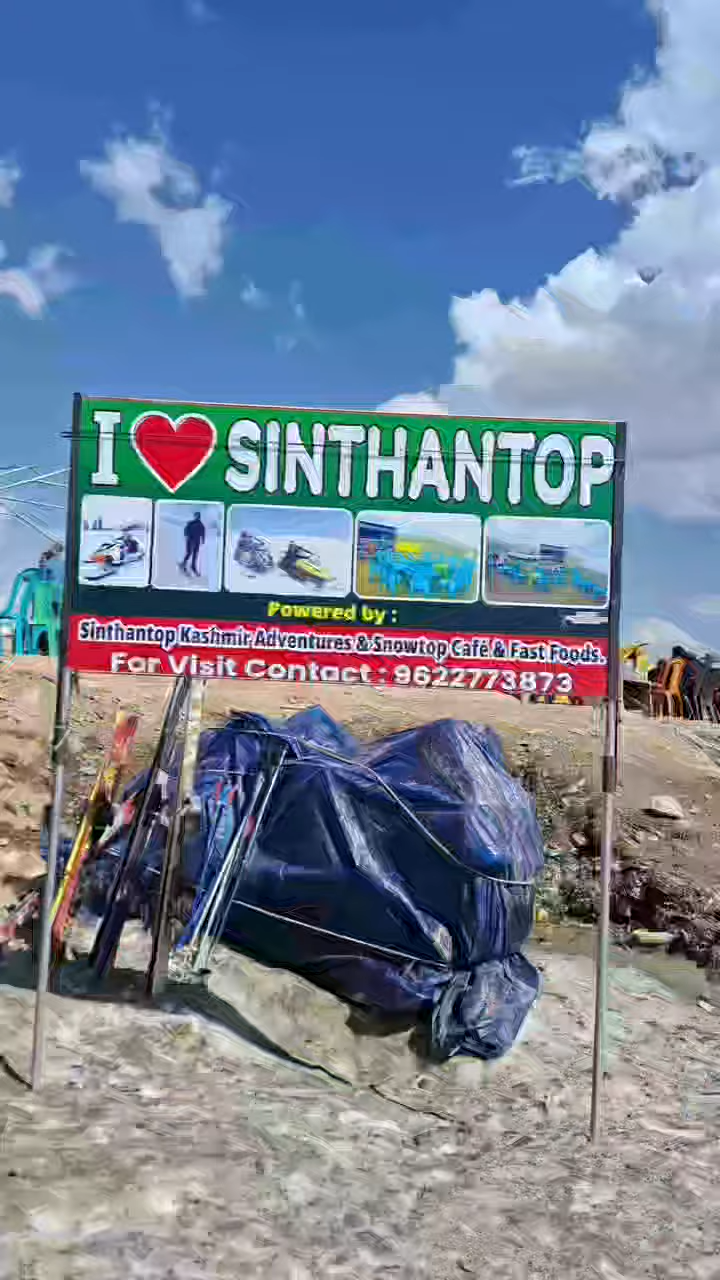 I ❤ SINTHANTOP
Powered by :
Sinthantop Kashmir Adventures & Snowtop Café & Fast Foods.
For Visit Contact : 9622773873